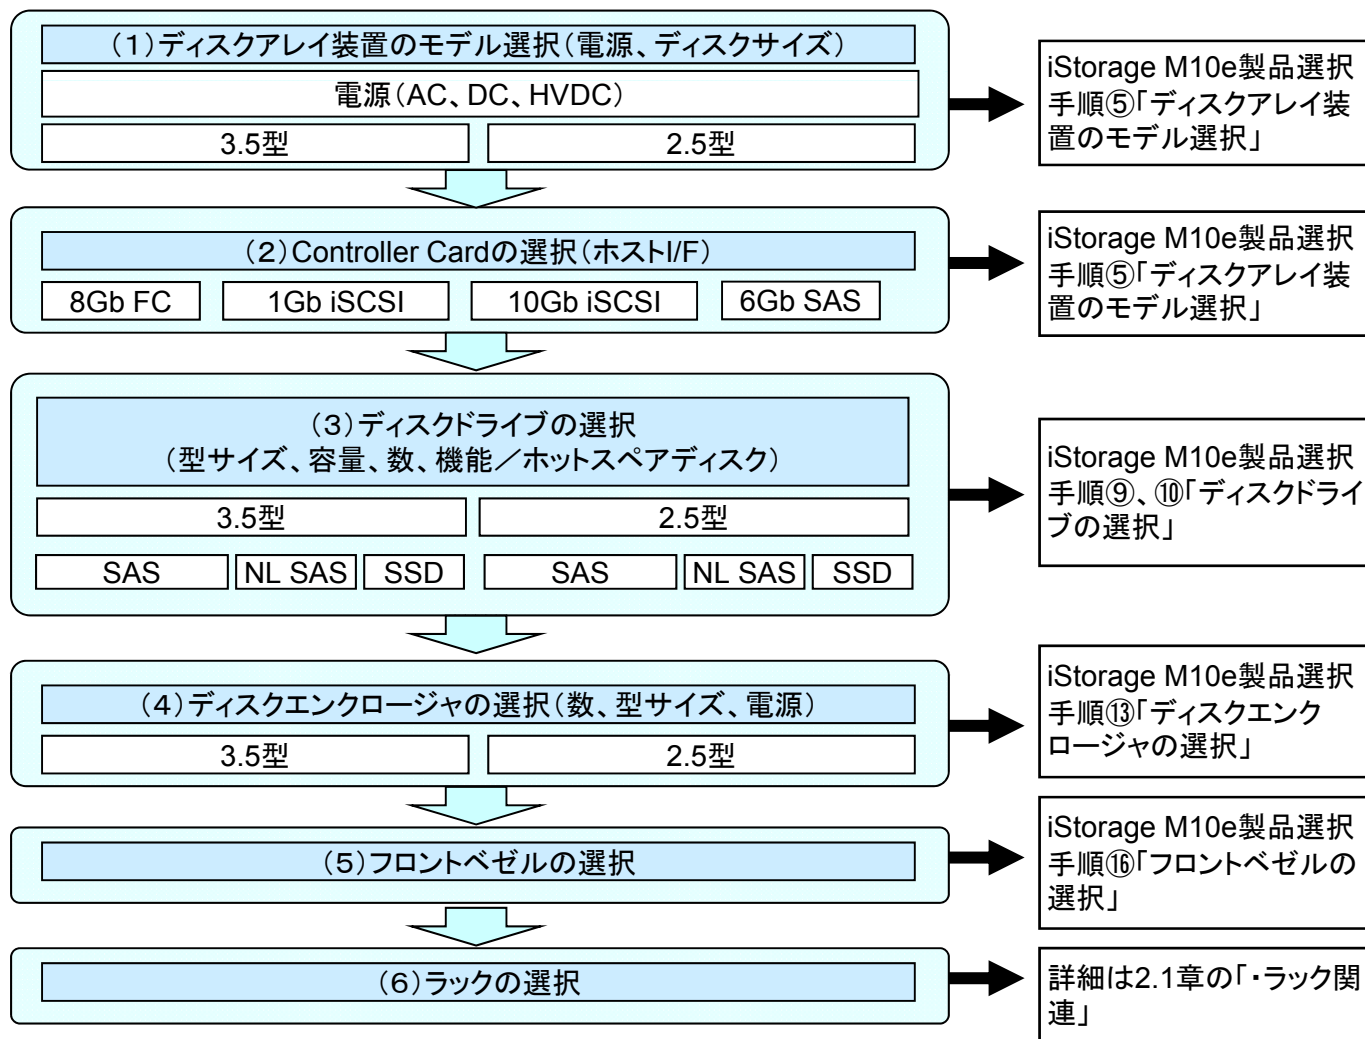 (1)ディスクアレイ装置のモデル選択(電源、ディスクサイズ)
電源(AC、DC、HVDC)
3.5型 2.5型
iStorage M10e製品選択
手順⑤「ディスクアレイ装
置のモデル選択」
(2)Controller Cardの選択(ホストI/F)
8Gb FC 1Gb iSCSI 10Gb iSCSI 6Gb SAS
iStorage M10e製品選択
手順⑤「ディスクアレイ装
置のモデル選択」
(3)ディスクドライブの選択
(型サイズ、容量、数、機能／ホットスペアディスク)
3.5型 2.5型
SAS NL SAS SSD SAS NL SAS SSD
iStorage M10e製品選択
手順⑨、⑩「ディスクドライ
ブの選択」
(4)ディスクエンクロージャの選択(数、型サイズ、電源)
3.5型 2.5型
iStorage M10e製品選択
手順⑬「ディスクエンク
ロージャの選択」
(5)フロントベゼルの選択
iStorage M10e製品選択
手順⑯「フロントベゼルの
選択」
(6)ラックの選択
詳細は2.1章の「・ラック関
連」